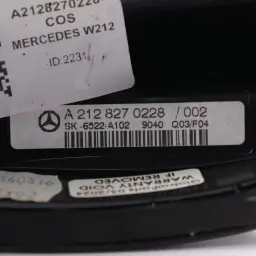 A2128270228
COS
MERCEDES W212
ID:2231
A 212 827 0228 / 002
SK -6522-A102 9040 Q03/F04
WARRANTY VOID
IF REMOVED